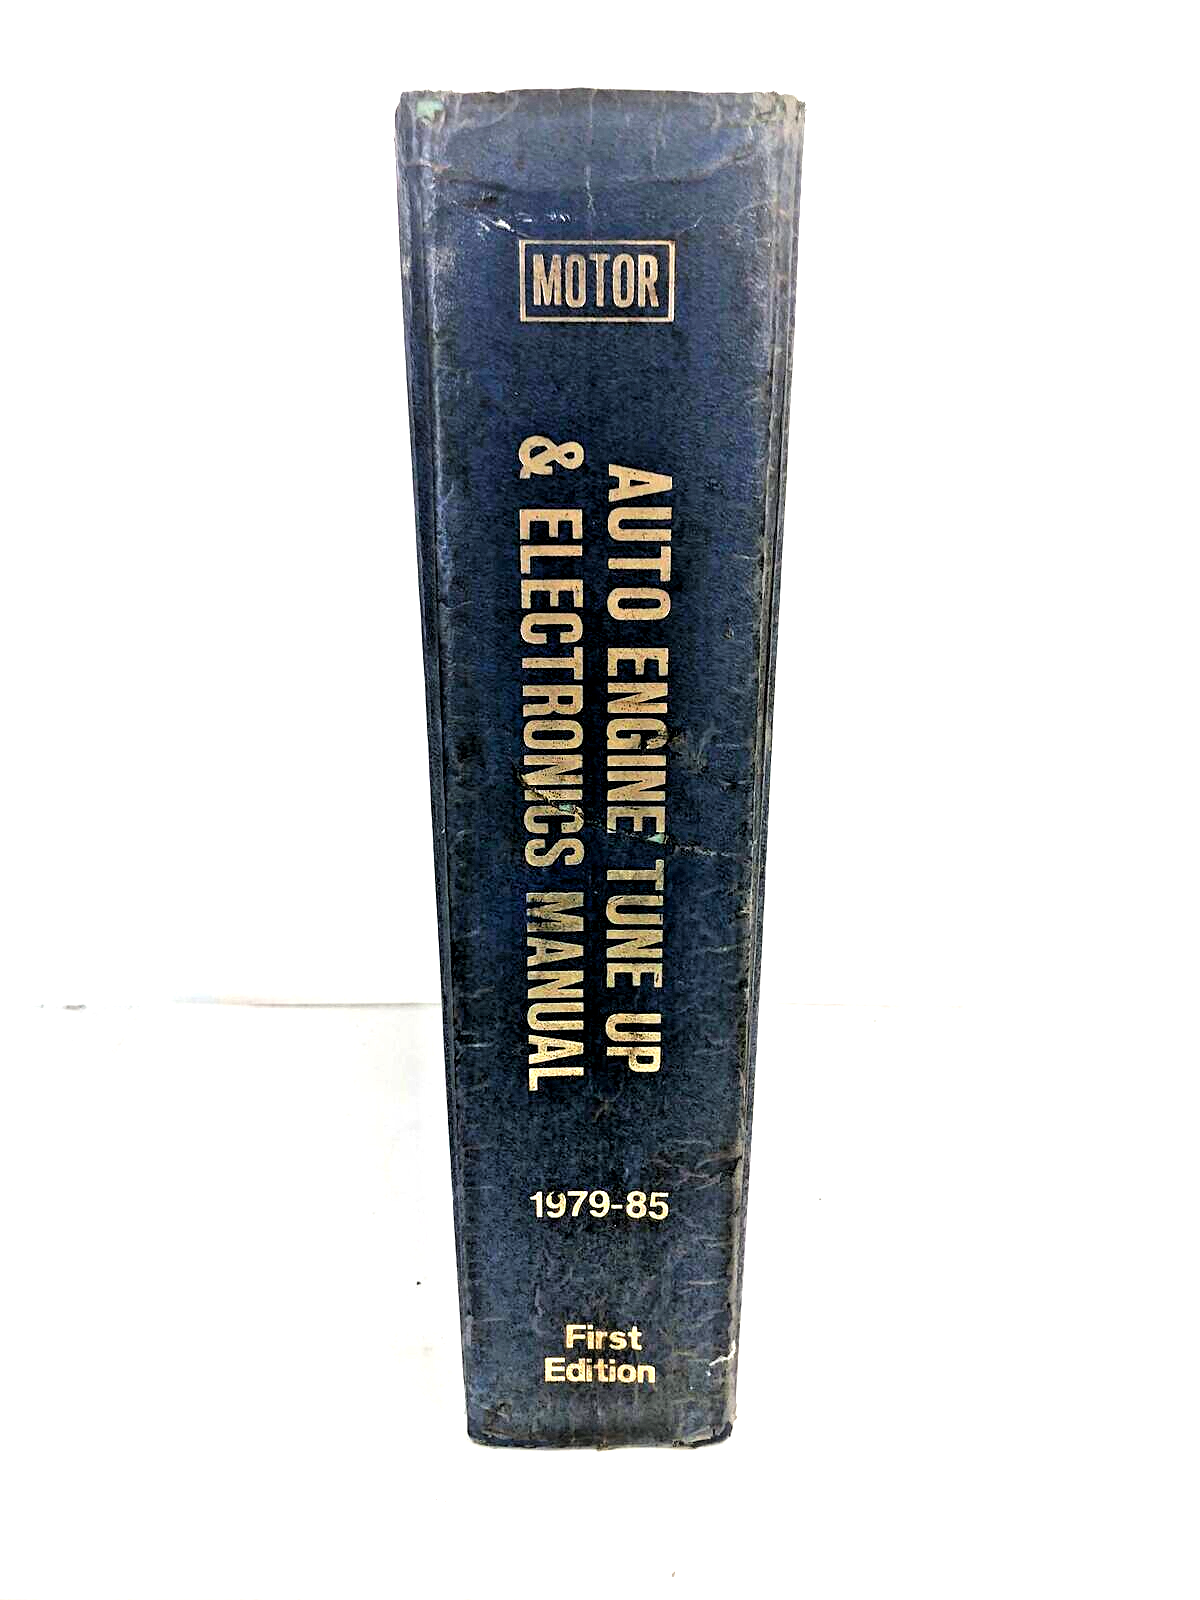 MOTOR
AUTO ENGINE TUNE UP
& ELECTRONICS MANUAL
1979-85
First
Edition